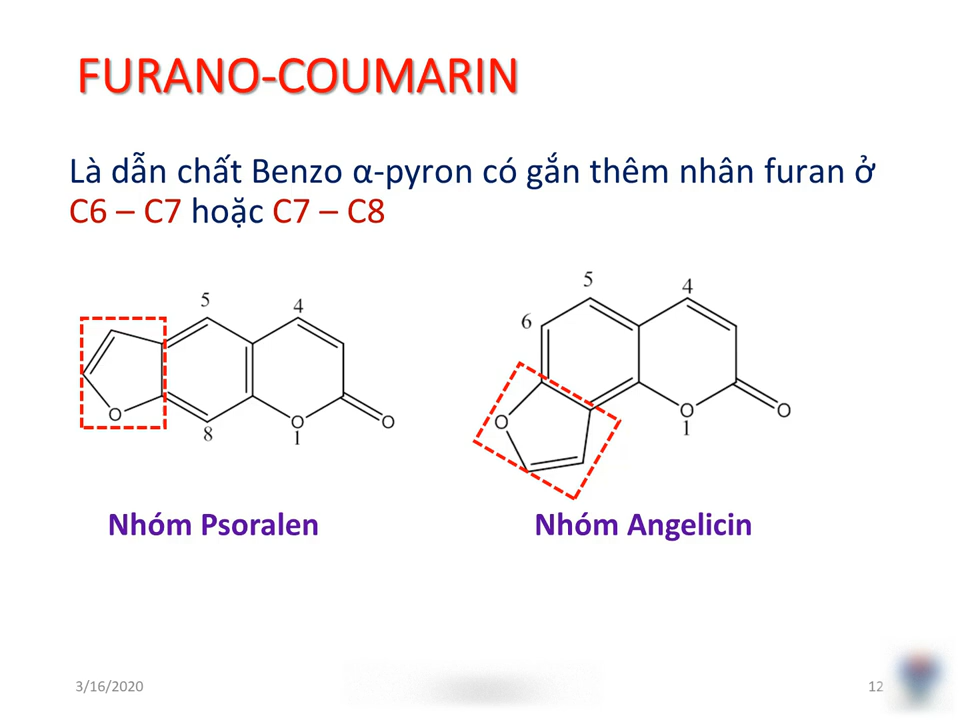 FURANO-COUMARIN
Là dẫn chất Benzo α-pyron có gắn thêm nhân furan ở
C6 – C7 hoặc C7 – C8
5
4
O
8
O
1
O
5
4
6
O
O
1
O
Nhóm Psoralen
Nhóm Angelicin
3/16/2020
12